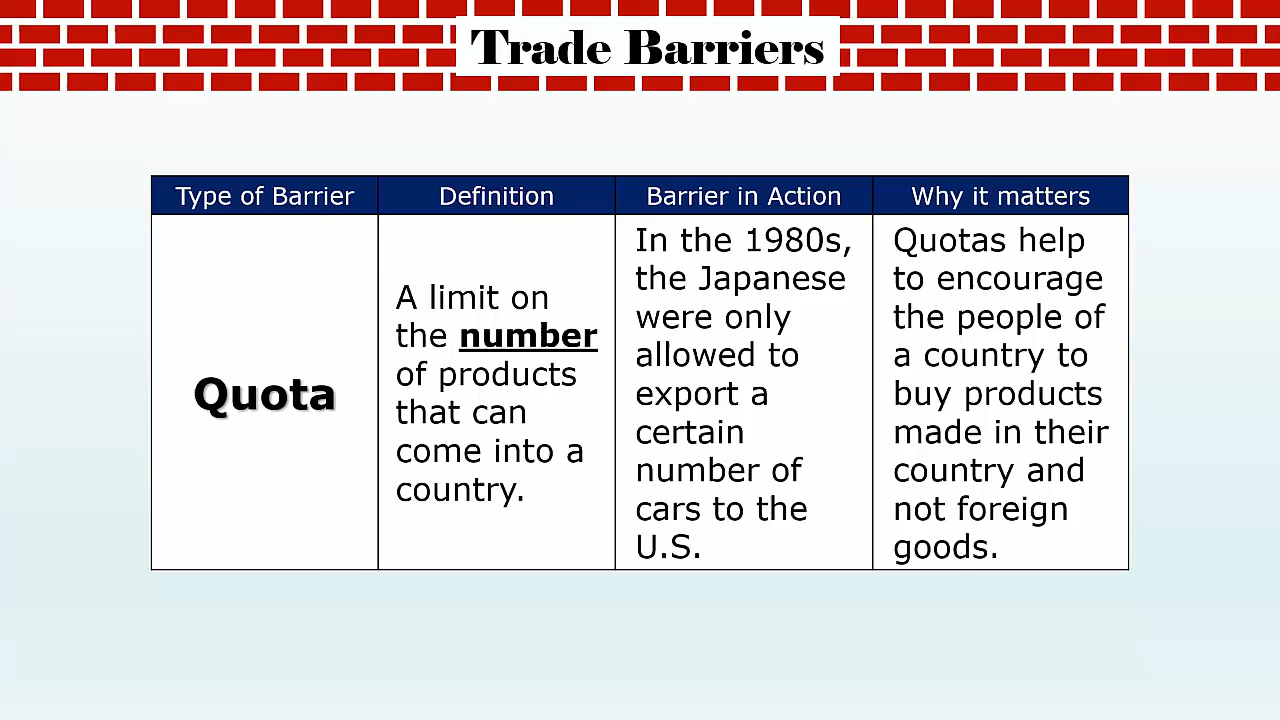 Trade Barriers
Type of Barrier
Definition
Barrier in Action
Why it matters
Quota
A limit on
the number
of products
that can
come into a
country.
In the 1980s,
the Japanese
were only
allowed to
export a
certain
number of
cars to the
U.S.
Quotas help
to encourage
the people of
a country to
buy products
made in their
country and
not foreign
goods.